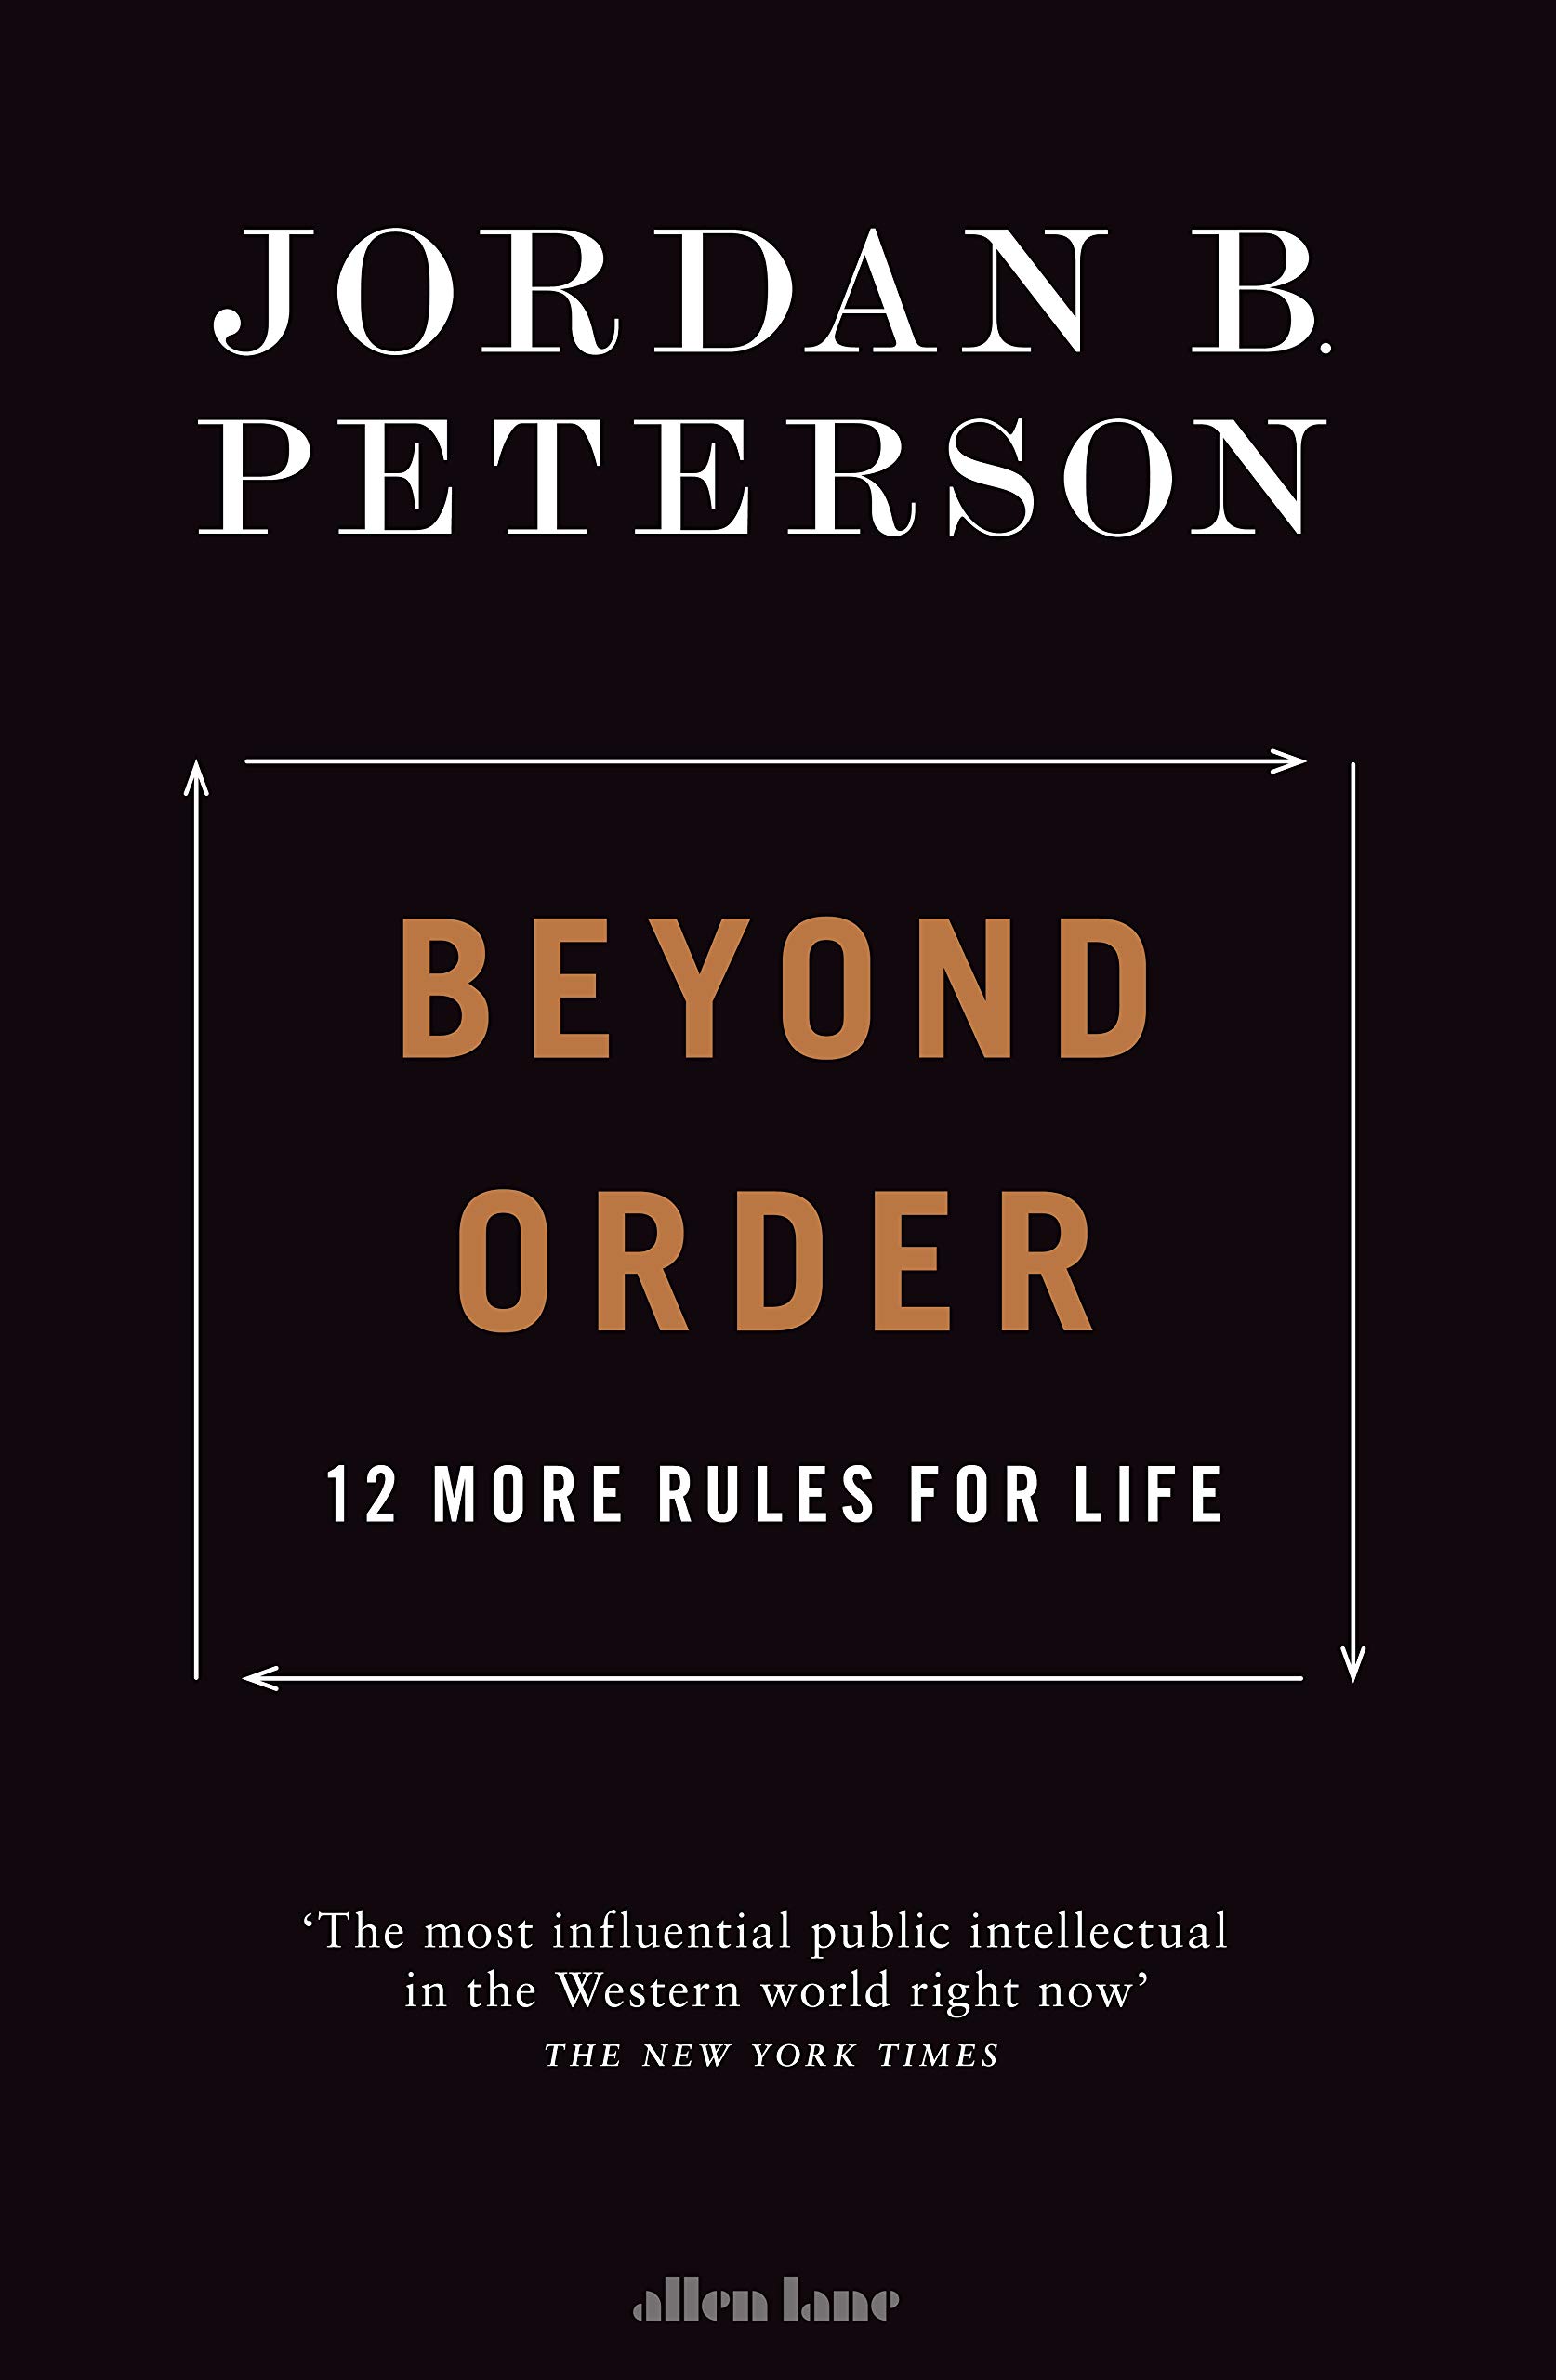 JORDAN B.
PETERSON
BEYOND
ORDER
12 MORE RULES FOR LIFE
‘The most influential public intellectual
in the Western world right now’
THE NEW YORK TIMES
allen lane